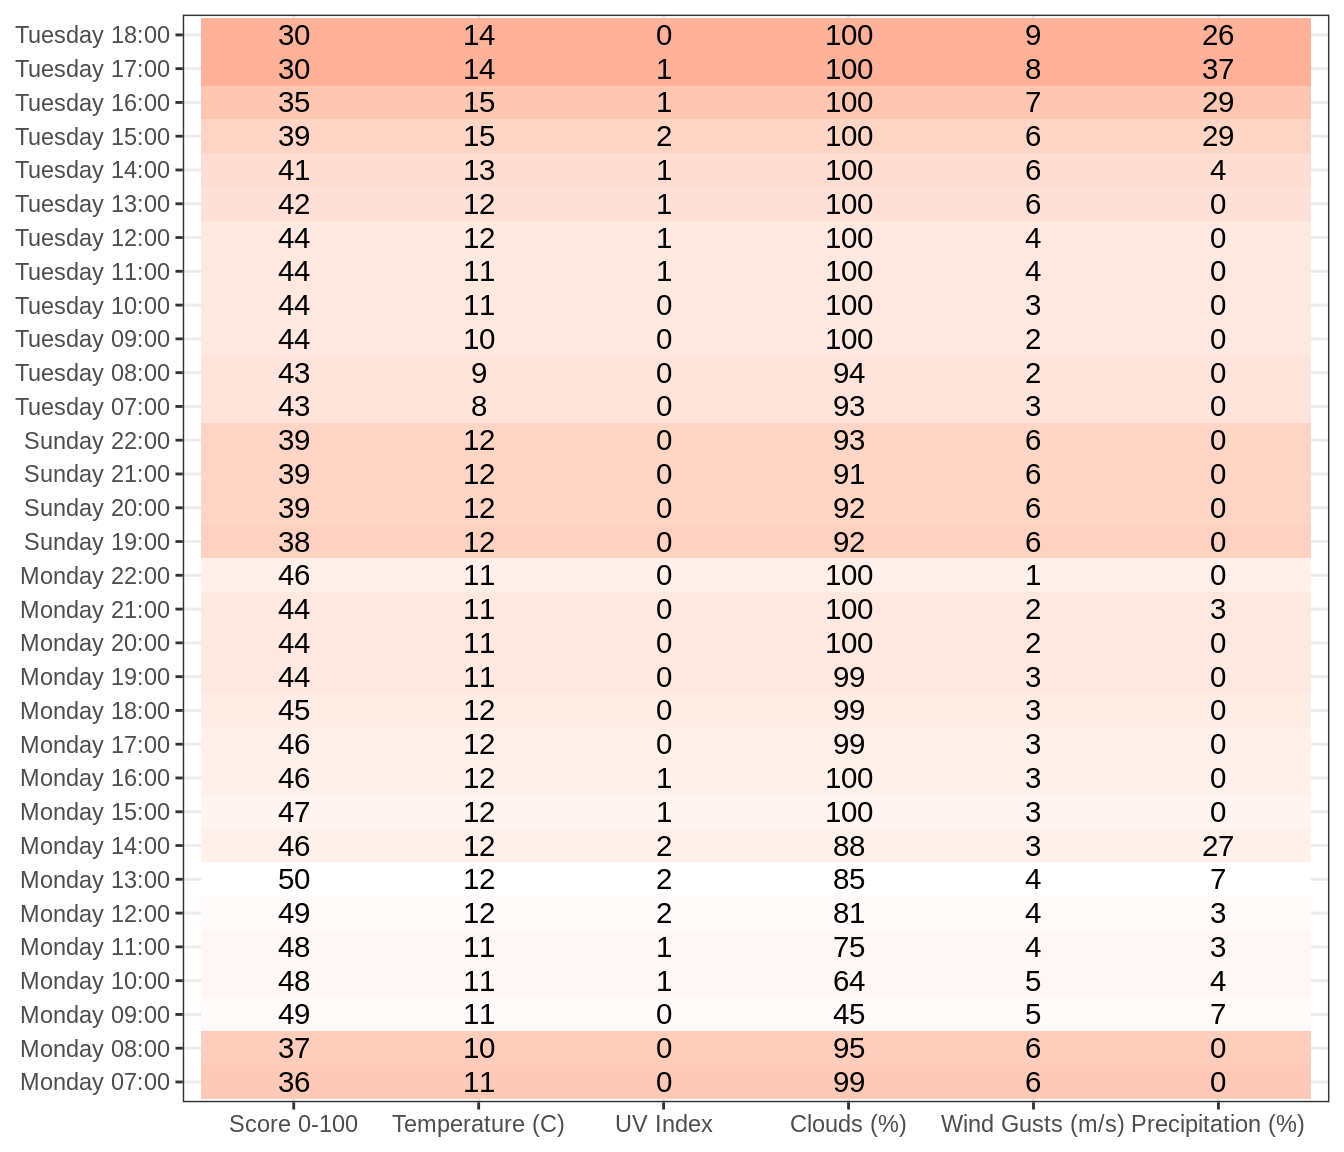 Tuesday 18:00 30 14 0 100 9 26
Tuesday 17:00 30 14 1 100 8 37
Tuesday 16:00 35 15 1 100 7 29
Tuesday 15:00 39 15 2 100 6 29
Tuesday 14:00 41 13 1 100 6 4
Tuesday 13:00 42 12 1 100 6 0
Tuesday 12:00 44 12 1 100 4 0
Tuesday 11:00 44 11 1 100 4 0
Tuesday 10:00 44 11 0 100 3 0
Tuesday 09:00 44 10 0 100 2 0
Tuesday 08:00 43 9 0 94 2 0
Tuesday 07:00 43 8 0 93 3 0
Sunday 22:00 39 12 0 93 6 0
Sunday 21:00 39 12 0 91 6 0
Sunday 20:00 39 12 0 92 6 0
Sunday 19:00 38 12 0 92 6 0
Monday 22:00 46 11 0 100 1 0
Monday 21:00 44 11 0 100 2 3
Monday 20:00 44 11 0 100 2 0
Monday 19:00 44 11 0 99 3 0
Monday 18:00 45 12 0 99 3 0
Monday 17:00 46 12 0 99 3 0
Monday 16:00 46 12 1 100 3 0
Monday 15:00 47 12 1 100 3 0
Monday 14:00 46 12 2 88 3 27
Monday 13:00 50 12 2 85 4 7
Monday 12:00 49 12 2 81 4 3
Monday 11:00 48 11 1 75 4 3
Monday 10:00 48 11 1 64 5 4
Monday 09:00 49 11 0 45 5 7
Monday 08:00 37 10 0 95 6 0
Monday 07:00 36 11 0 99 6 0
Score 0-100 Temperature (C) UV Index Clouds (%) Wind Gusts (m/s) Precipitation (%)